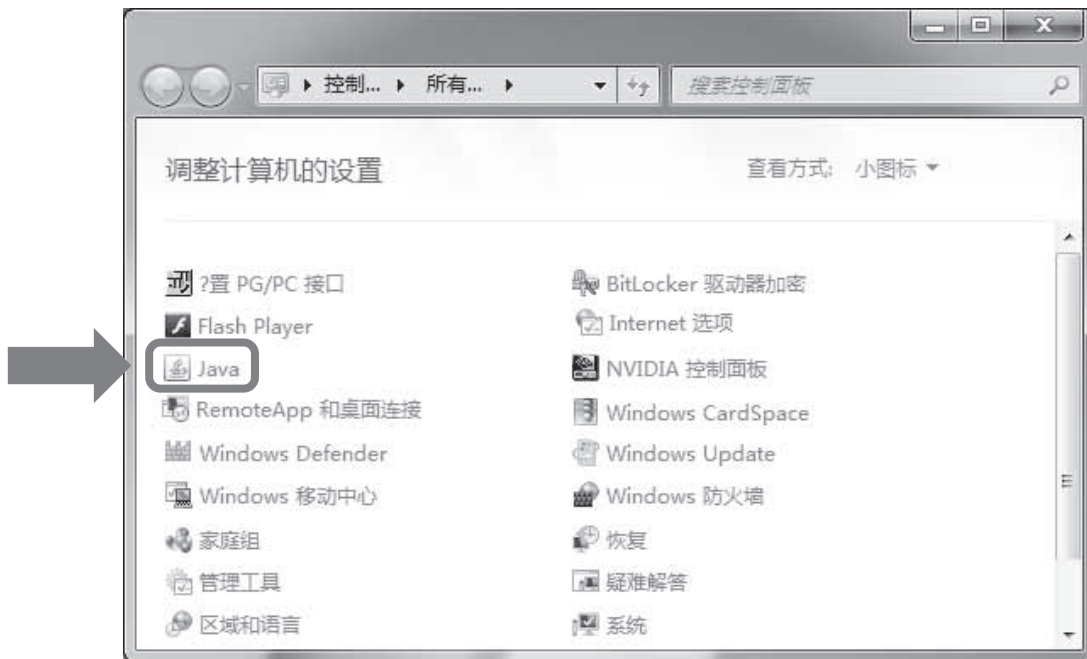 控制... 所有... 搜索控制面板
调整计算机的设置 查看方式: 小图标
?置 PG/PC 接口 BitLocker 驱动器加密
Flash Player Internet 选项
Java NVIDIA 控制面板
RemoteApp 和桌面连接 Windows CardSpace
Windows Defender Windows Update
Windows 移动中心 Windows 防火墙
家庭组 恢复
管理工具 疑难解答
区域和语言 系统